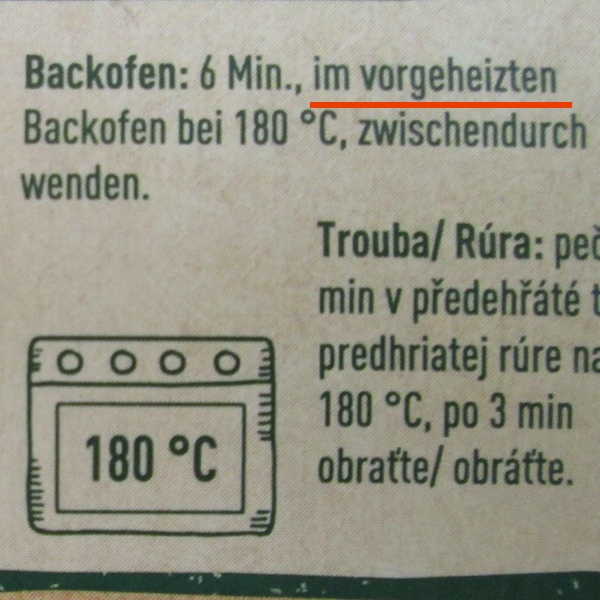 Backofen: 6 Min., im vorgeheizten
Backofen bei 180 °C, zwischendurch
wenden.
Trouba/ Rúra:
min v předehřáté
predhriatej rúre
180 °C, po 3 min
obraťte/ obráťte.
180 °C